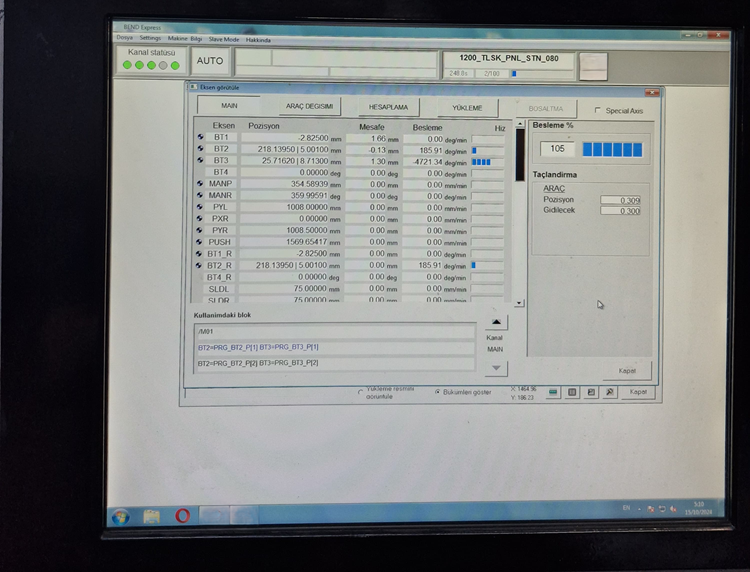 BEND Express
Dosya Settings Makine Bilgi Slave Mode Hakkinda
Kanal statüsü
AUTO
1200_TLSK_PNL_STN_080
248.0s 2/100
Eksen görüntüle
MAIN ARAÇ DEGISIMI HESAPLAMA YÜKLEME BOSALTMA Special Axis
Eksen Pozisyon Mesafe Besleme Hiz
BT1 -2.82500 mm 1.66 mm 0.00 deg/min
BT2 218.13950 | 5.00100 mm -0.13 mm 185.91 deg/min
BT3 25.71620 | 8.71300 mm 1.30 mm -4721.34 deg/min
BT4 0.00000 deg 0.00 deg 0.00 deg/min
MANP 354.58939 mm 0.00 mm 0.00 mm/min
MANR 359.99591 deg 0.00 deg 0.00 deg/min
PYL 1008.00000 mm 0.00 mm 0.00 mm/min
PXR 0.00000 mm 0.00 mm 0.00 mm/min
PYR 1008.50000 mm 0.00 mm 0.00 mm/min
PUSH 1569.65417 mm 0.00 mm 0.00 mm/min
BT1_R -2.82500 mm 0.00 mm 0.00 deg/min
BT2_R 218.13950 | 5.00100 mm 0.00 mm 185.91 deg/min
BT4_R 0.00000 deg 0.00 deg 0.00 deg/min
SLDL 75.00000 mm 0.00 mm 0.00 mm/min
SLDR 75.00000 mm 0.00 mm 0.00 mm/min
Besleme %
105
Taçlandirma
ARAÇ
Pozisyon 0.309
Gidilecek 0.300
Kullanimdaki blok
/M01
BT2=PRG_BT2_P[1] BT3=PRG_BT3_P[1]
BT2=PRG_BT2_P[2] BT3=PRG_BT3_P[2]
Kanal
MAIN
Kapat
Yükleme resmini
görüntüle
Bükümleri göster
X: 1464.96
Y: 106.23
Kapat
EN
5:10
15/10/2024